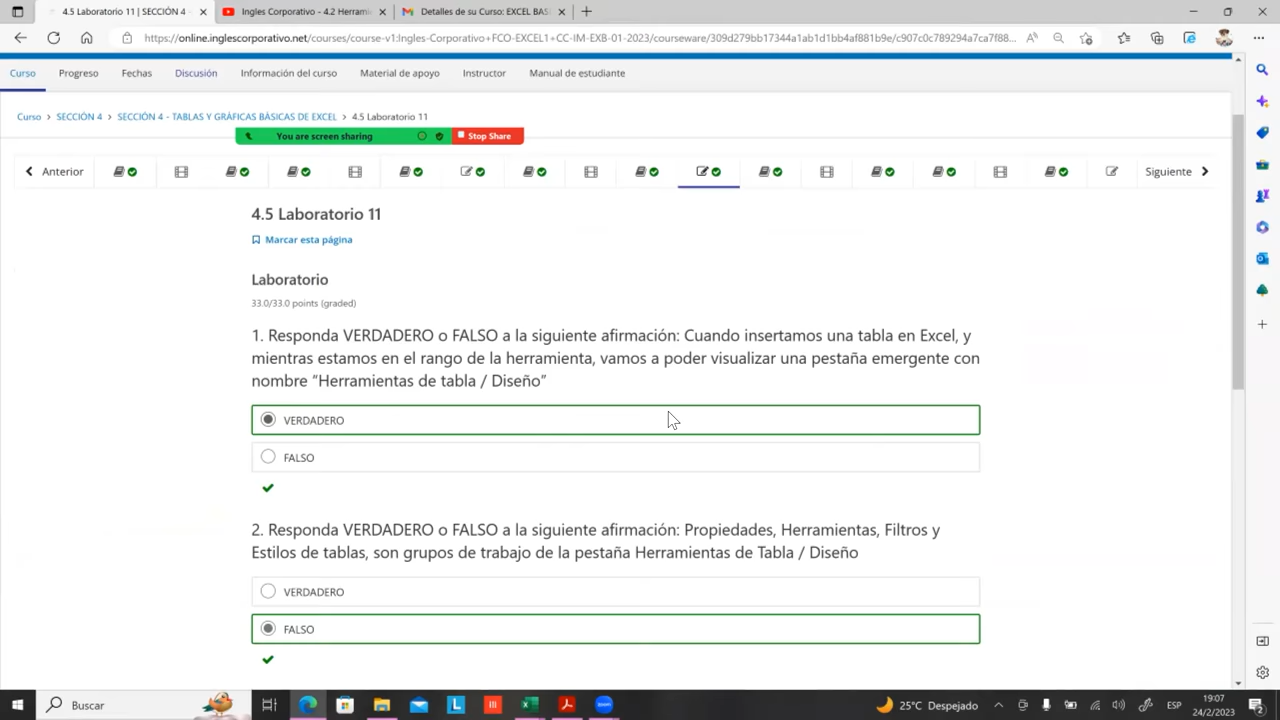 4.5 Laboratorio 11 | SECCIÓN 4
Ingles Corporativo - 4.2 Herrami
Detalles de su Curso: EXCEL BAS
https://online.inglescorporativo.net/courses/course-v1:Ingles-Corporativo+FCO-EXCEL1+CC-IM-EXB-01-2023/courseware/309d279bb17344a1ab1d1bb4af881b9e/c907c0c789294a7ca7f88...
Curso
Progreso
Fechas
Discusión
Información del curso
Material de apoyo
Instructor
Manual de estudiante
Curso > SECCIÓN 4 > SECCIÓN 4 - TABLAS Y GRÁFICAS BÁSICAS DE EXCEL > 4.5 Laboratorio 11
You are screen sharing
Stop Share
Anterior
Siguiente
4.5 Laboratorio 11
Marcar esta página
Laboratorio
33.0/33.0 points (graded)
1. Responda VERDADERO o FALSO a la siguiente afirmación: Cuando insertamos una tabla en Excel, y
mientras estamos en el rango de la herramienta, vamos a poder visualizar una pestaña emergente con
nombre “Herramientas de tabla / Diseño”
VERDADERO
FALSO
2. Responda VERDADERO o FALSO a la siguiente afirmación: Propiedades, Herramientas, Filtros y
Estilos de tablas, son grupos de trabajo de la pestaña Herramientas de Tabla / Diseño
VERDADERO
FALSO
Buscar
25°C Despejado
ESP
19:07
24/2/2023